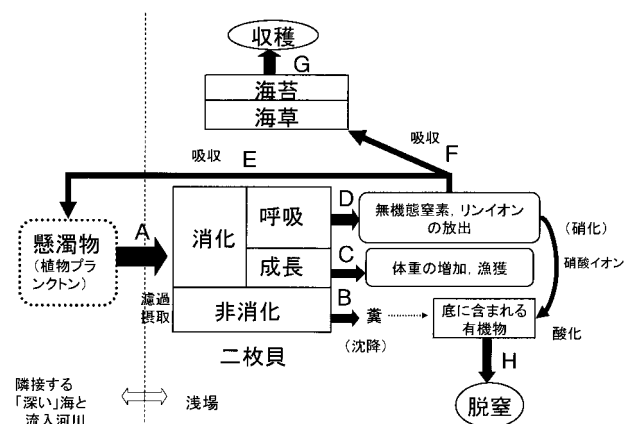 収穫
G
海苔
海草
吸収
E
吸収
F
懸濁物
(植物プラ
ンクトン)
A
濾過
摂取
消化
呼吸
成長
非消化
二枚貝
D
無機態窒素, リンイオン
の放出
C
体重の増加, 漁獲
B
糞
(沈降)
底に含まれる
有機物
(硝化)
硝酸イオン
酸化
H
脱窒
隣接する
「深い」海と
流入河川
浅場